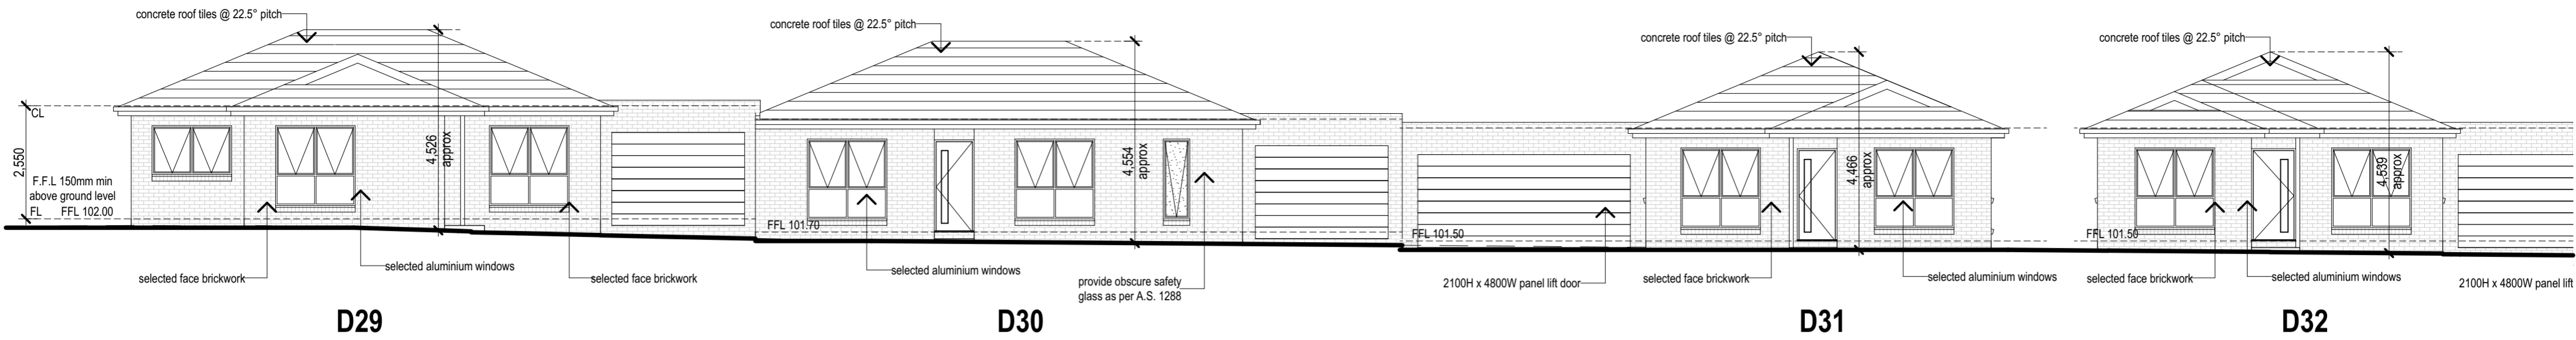 concrete roof tiles @ 22.5° pitch
CL
2,550
F.F.L 150mm min
above ground level
FL FFL 102.00
4,526
approx
selected face brickwork
selected aluminium windows
selected face brickwork
D29
concrete roof tiles @ 22.5° pitch
4,554
approx
FFL 101.70
selected aluminium windows
provide obscure safety
glass as per A.S. 1288
D30
concrete roof tiles @ 22.5° pitch
4,466
approx
FFL 101.50
2100H x 4800W panel lift door
selected face brickwork
selected aluminium windows
D31
concrete roof tiles @ 22.5° pitch
4,539
approx
FFL 101.50
selected face brickwork
selected aluminium windows
2100H x 4800W panel lift
D32